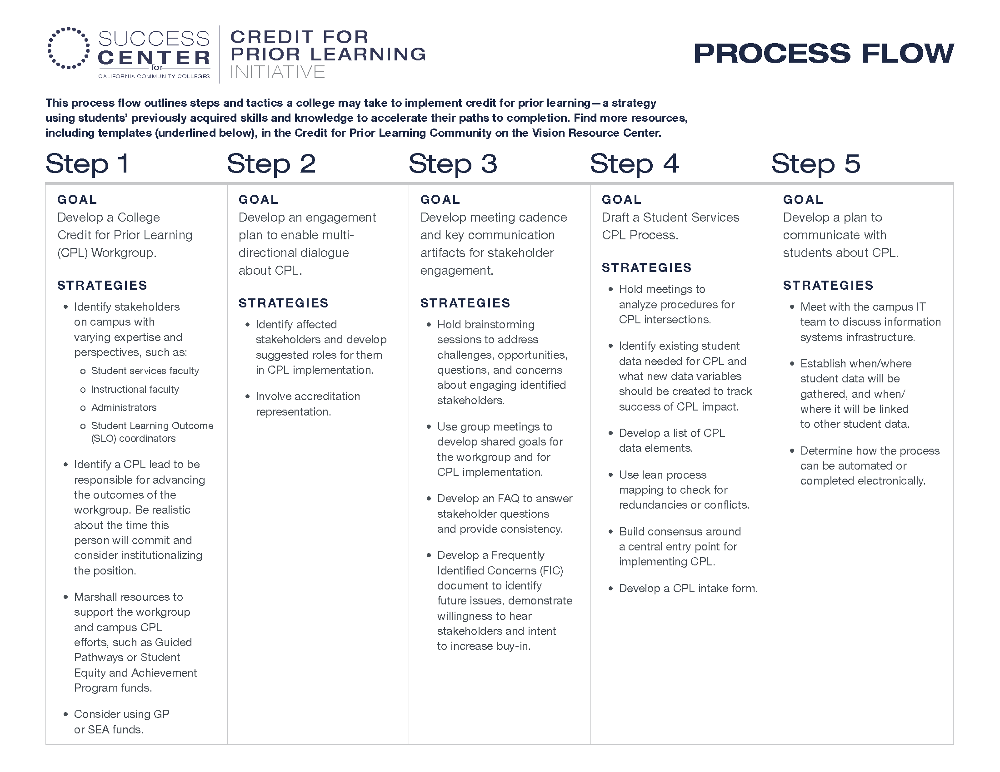 SUCCESS
CENTER
for
CALIFORNIA COMMUNITY COLLEGES
CREDIT FOR
PRIOR LEARNING
INITIATIVE
PROCESS FLOW
This process flow outlines steps and tactics a college may take to implement credit for prior learning—a strategy
using students’ previously acquired skills and knowledge to accelerate their paths to completion. Find more resources,
including templates (underlined below), in the Credit for Prior Learning Community on the Vision Resource Center.
Step 1
GOAL
Develop a College
Credit for Prior Learning
(CPL) Workgroup.
STRATEGIES
• Identify stakeholders
on campus with
varying expertise and
perspectives, such as:
o Student services faculty
o Instructional faculty
o Administrators
o Student Learning Outcome
(SLO) coordinators
• Identify a CPL lead to be
responsible for advancing
the outcomes of the
workgroup. Be realistic
about the time this
person will commit and
consider institutionalizing
the position.
• Marshall resources to
support the workgroup
and campus CPL
efforts, such as Guided
Pathways or Student
Equity and Achievement
Program funds.
• Consider using GP
or SEA funds.
Step 2
GOAL
Develop an engagement
plan to enable multi-
directional dialogue
about CPL.
STRATEGIES
• Identify affected
stakeholders and develop
suggested roles for them
in CPL implementation.
• Involve accreditation
representation.
Step 3
GOAL
Develop meeting cadence
and key communication
artifacts for stakeholder
engagement.
STRATEGIES
• Hold brainstorming
sessions to address
challenges, opportunities,
questions, and concerns
about engaging identified
stakeholders.
• Use group meetings to
develop shared goals for
the workgroup and for
CPL implementation.
• Develop an FAQ to answer
stakeholder questions
and provide consistency.
• Develop a Frequently
Identified Concerns (FIC)
document to identify
future issues, demonstrate
willingness to hear
stakeholders and intent
to increase buy-in.
Step 4
GOAL
Draft a Student Services
CPL Process.
STRATEGIES
• Hold meetings to
analyze procedures for
CPL intersections.
• Identify existing student
data needed for CPL and
what new data variables
should be created to track
success of CPL impact.
• Develop a list of CPL
data elements.
• Use lean process
mapping to check for
redundancies or conflicts.
• Build consensus around
a central entry point for
implementing CPL.
• Develop a CPL intake form.
Step 5
GOAL
Develop a plan to
communicate with
students about CPL.
STRATEGIES
• Meet with the campus IT
team to discuss information
systems infrastructure.
• Establish when/where
student data will be
gathered, and when/
where it will be linked
to other student data.
• Determine how the process
can be automated or
completed electronically.